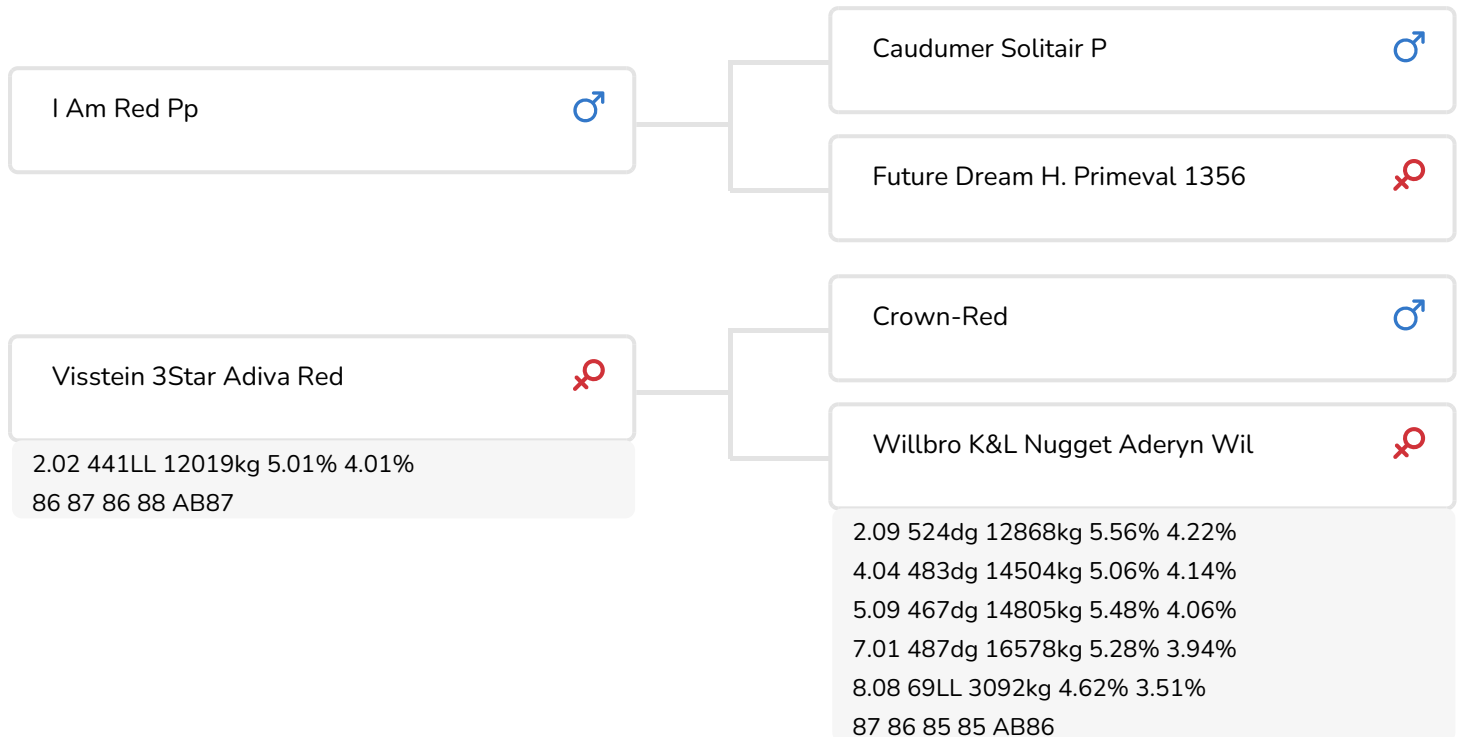 Caudumer Solitair P
I Am Red Pp
Future Dream H. Primeval 1356
Crown-Red
Visstein 3Star Adiva Red
2.02 441LL 12019kg 5.01% 4.01%
86 87 86 88 AB87
Willbro K&L Nugget Aderyn Wil
2.09 524dg 12868kg 5.56% 4.22%
4.04 483dg 14504kg 5.06% 4.14%
5.09 467dg 14805kg 5.48% 4.06%
7.01 487dg 16578kg 5.28% 3.94%
8.08 69LL 3092kg 4.62% 3.51%
87 86 85 85 AB86